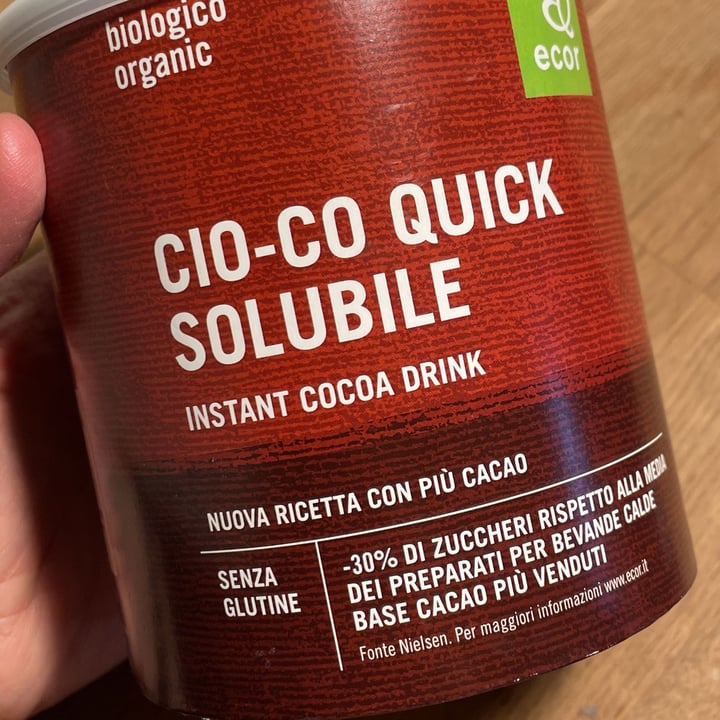 biologico
organic
ecor
CIO-CO QUICK
SOLUBILE
INSTANT COCOA DRINK
NUOVA RICETTA CON PIÙ CACAO
SENZA
GLUTINE
-30% DI ZUCCHERI RISPETTO ALLA MEDIA
DEI PREPARATI PER BEVANDE CALDE
BASE CACAO PIÙ VENDUTI
Fonte Nielsen. Per maggiori informazioni www.ecor.it